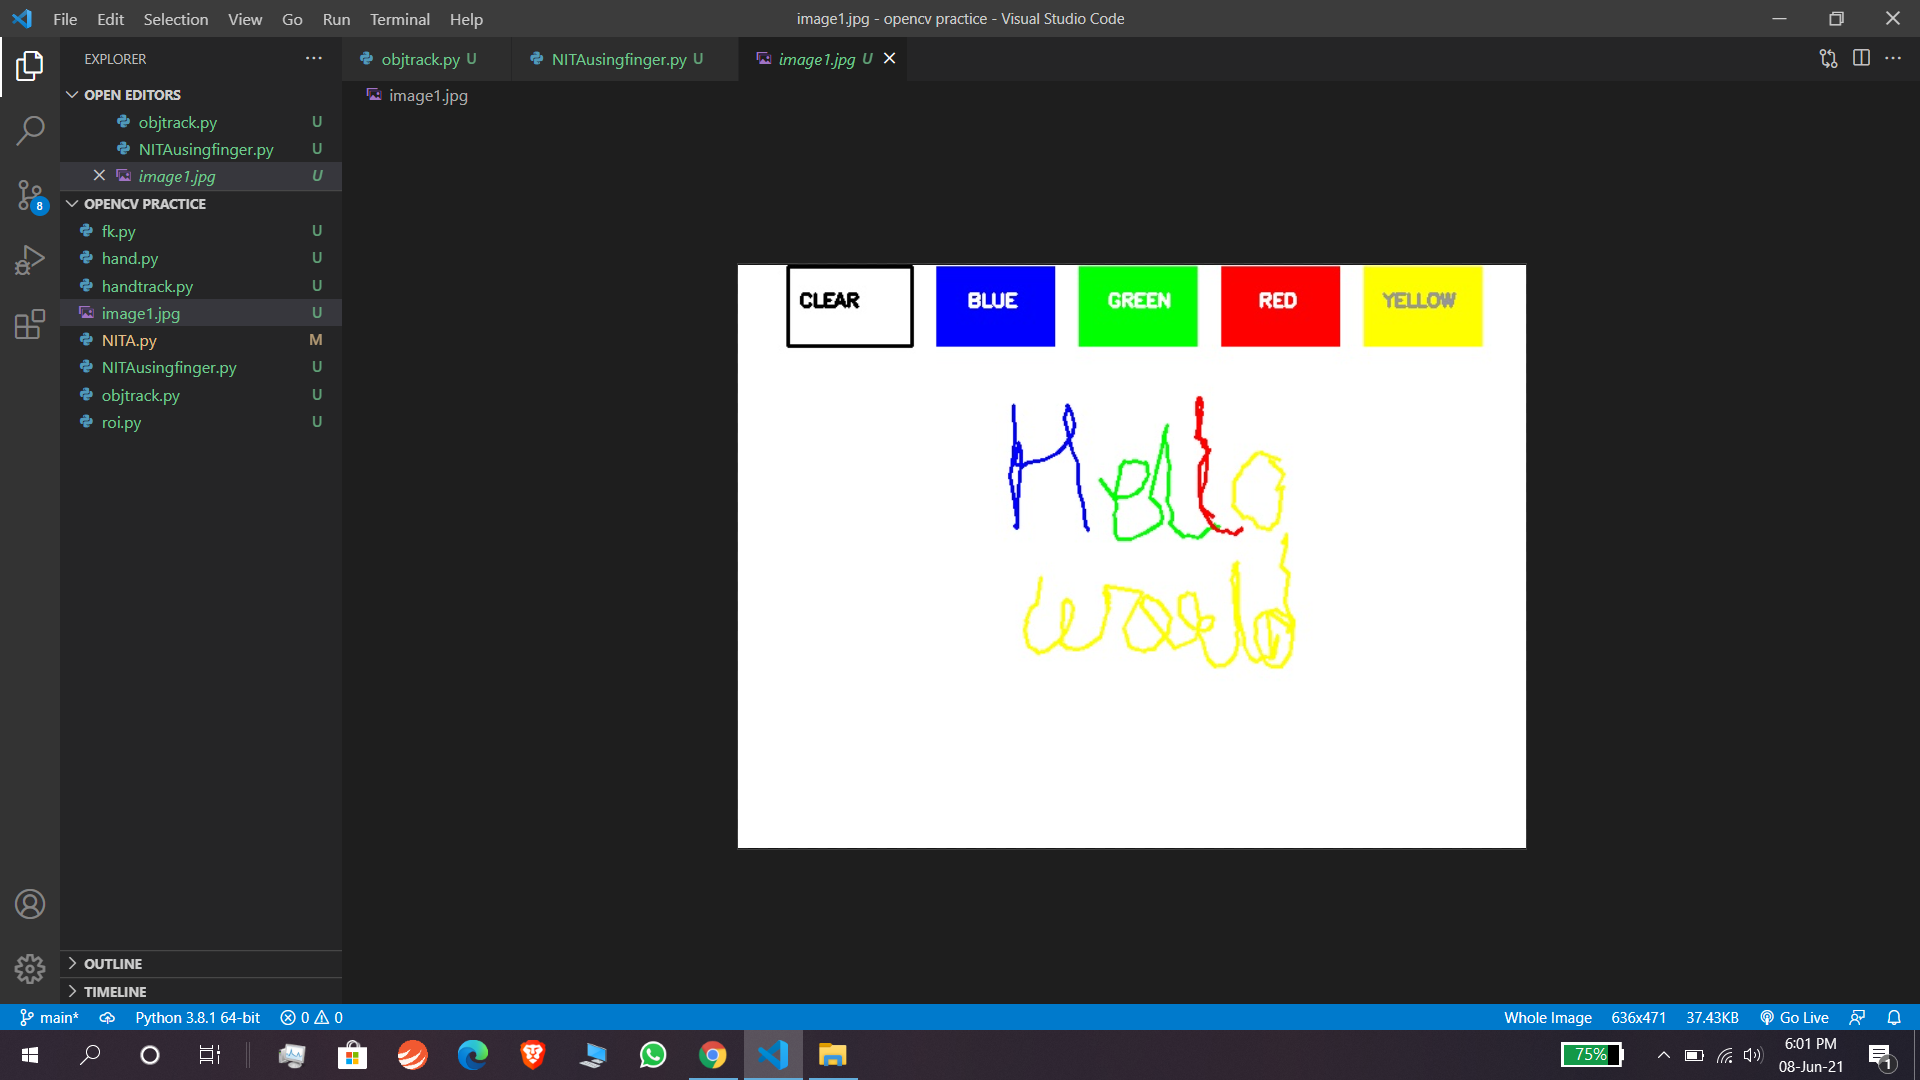 File Edit Selection View Go Run Terminal Help
image1.jpg - opencv practice - Visual Studio Code
EXPLORER
objtrack.py U
NITAusingfinger.py U
image1.jpg U
image1.jpg
OPEN EDITORS
objtrack.py U
NITAusingfinger.py U
image1.jpg U
OPENCV PRACTICE
fk.py U
hand.py U
handtrack.py U
image1.jpg U
NITA.py M
NITAusingfinger.py U
objtrack.py U
roi.py U
8
CLEAR BLUE GREEN RED YELLOW
Hello
world
OUTLINE
TIMELINE
main* Python 3.8.1 64-bit 0 0
Whole Image 636x471 37.43KB Go Live
75%
6:01 PM
08-Jun-21
1